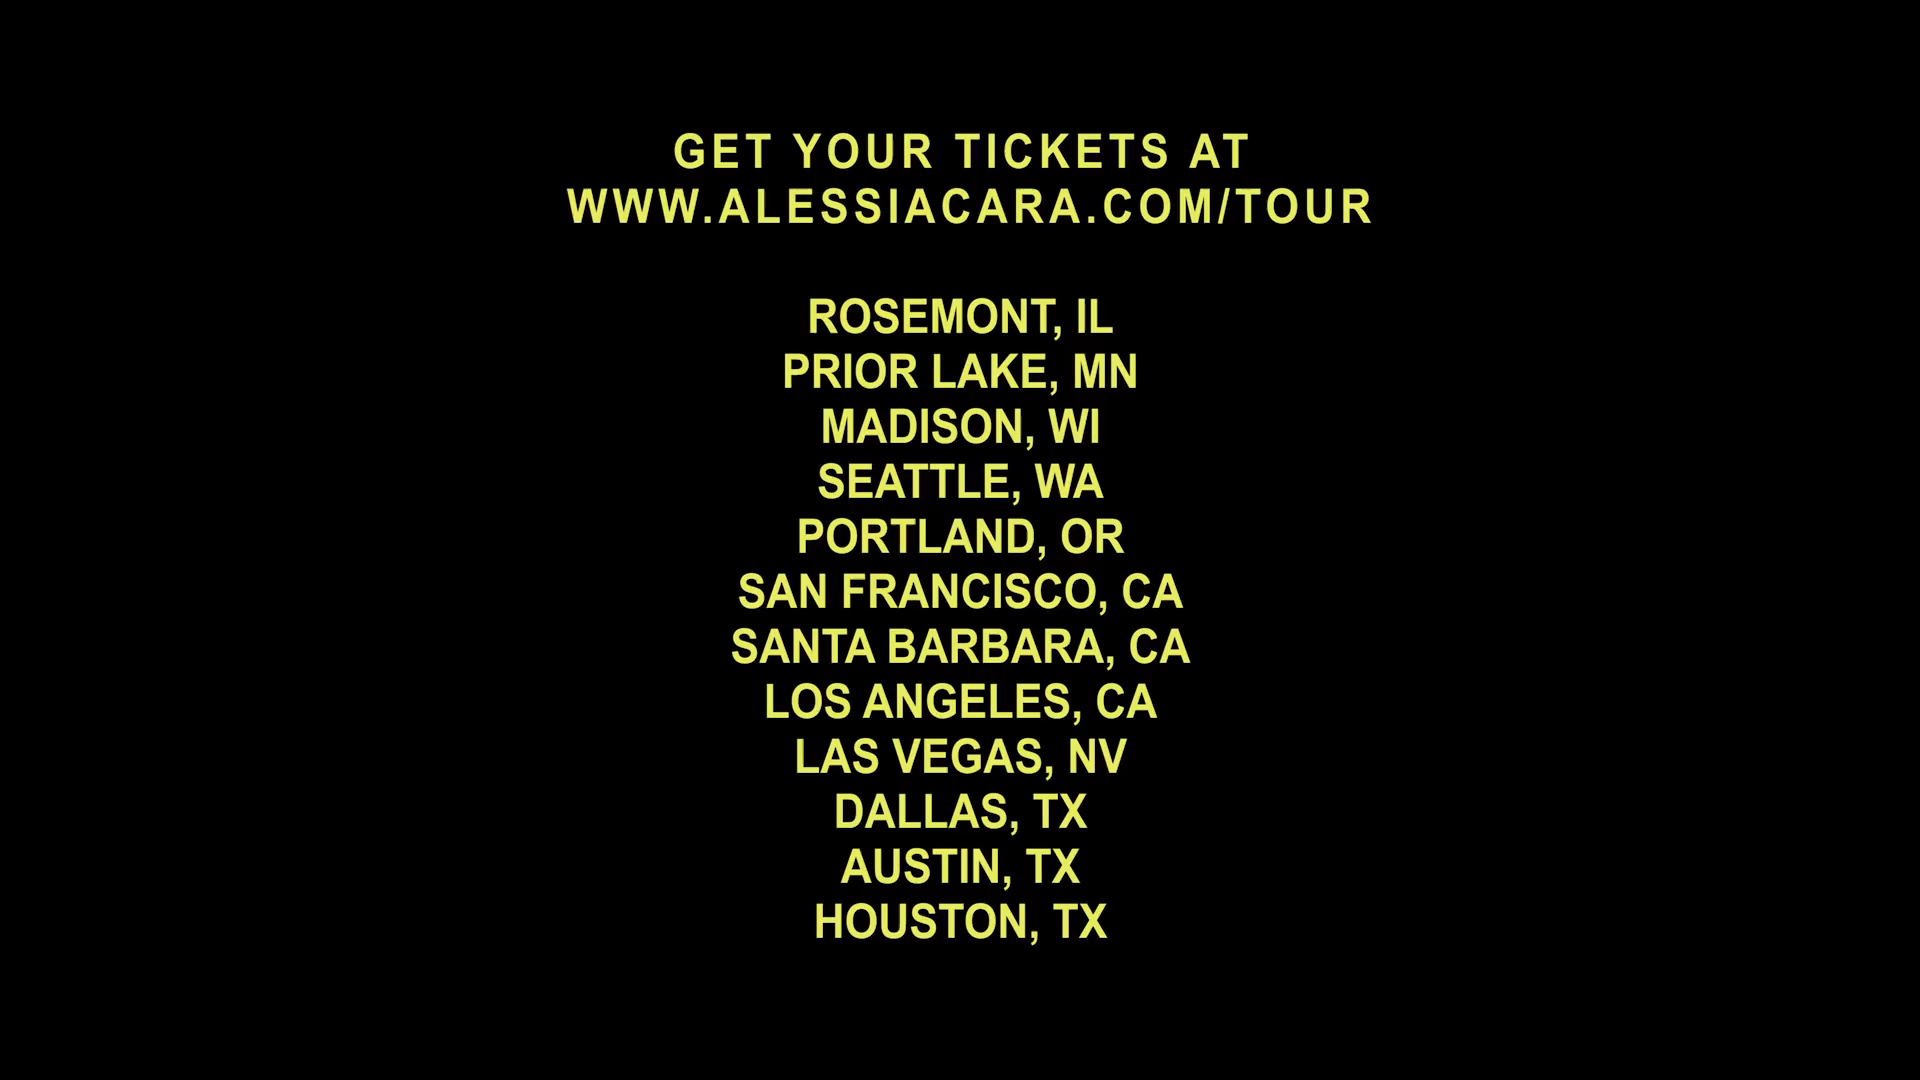 GET YOUR TICKETS AT
WWW.ALESSIACARA.COM/TOUR
ROSEMONT, IL
PRIOR LAKE, MN
MADISON, WI
SEATTLE, WA
PORTLAND, OR
SAN FRANCISCO, CA
SANTA BARBARA, CA
LOS ANGELES, CA
LAS VEGAS, NV
DALLAS, TX
AUSTIN, TX
HOUSTON, TX